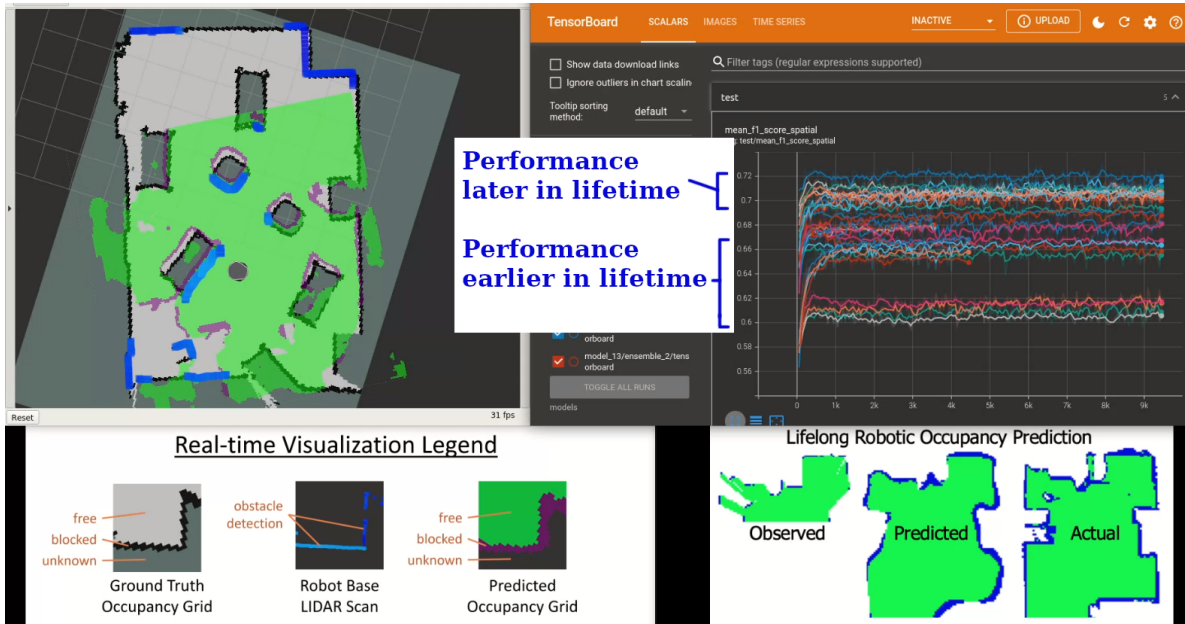 Reset
31 fps
TensorBoard
SCALARS
IMAGES
TIME SERIES
INACTIVE
UPLOAD
Show data download links
Ignore outliers in chart scalin
Tooltip sorting
method:
default
Filter tags (regular expressions supported)
test
5
mean_f1_score_spatial
test/mean_f1_score_spatial
Performance
later in lifetime
Performance
earlier in lifetime
0.72
0.7
0.68
0.66
0.64
0.62
0.6
0.58
0.56
0
1k
2k
3k
4k
5k
6k
7k
8k
9k
orboard
model_13/ensemble_2/tens
orboard
TOGGLE ALL RUNS
models
Real-time Visualization Legend
free
blocked
unknown
Ground Truth
Occupancy Grid
obstacle
detection
Robot Base
LIDAR Scan
free
blocked
unknown
Predicted
Occupancy Grid
Lifelong Robotic Occupancy Prediction
Observed
Predicted
Actual